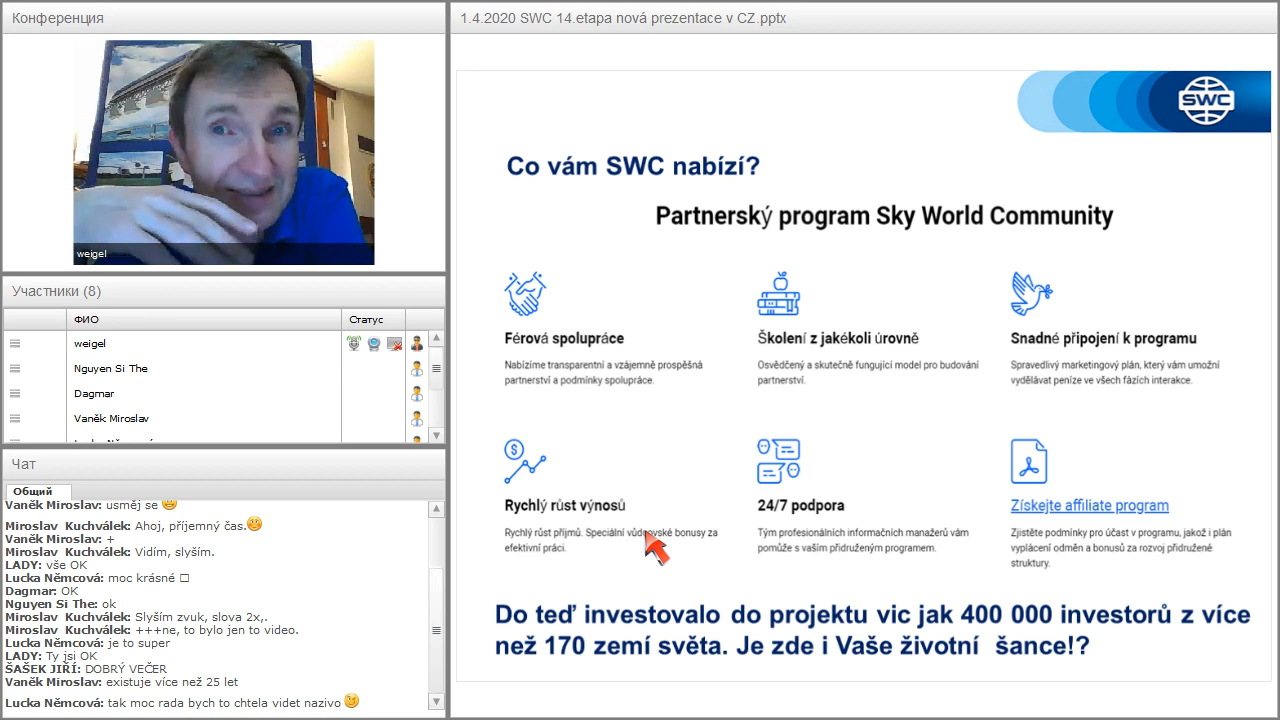 Конференция
weigel
Участники (8)
ФИО
Статус
weigel
Nguyen Si The
Dagmar
Vaněk Miroslav
Чат
Общий
Vaněk Miroslav: usměj se
Miroslav Kuchválek: Ahoj, příjemný čas.
Vaněk Miroslav: +
Miroslav Kuchválek: Vidím, slyším.
LADY: vše OK
Lucka Němcová: moc krásné
Dagmar: OK
Nguyen Si The: ok
Miroslav Kuchválek: Slyším zvuk, slova 2x,.
Miroslav Kuchválek: +++ne, to bylo jen to video.
Lucka Němcová: je to super
LADY: Ty jsi OK
ŠAŠEK JIŘÍ: DOBRÝ VEČER
Vaněk Miroslav: existuje více než 25 let
Lucka Němcová: tak moc rada bych to chtela videt nazivo
1.4.2020 SWC 14.etapa nová prezentace v CZ.pptx
SWC
Co vám SWC nabízí?
Partnerský program Sky World Community
Férová spolupráce
Nabízíme transparentní a vzájemně prospěšná
partnerství a podmínky spolupráce.
Školení z jakékoli úrovně
Osvědčený a skutečně fungující model pro budování
partnerství.
Snadné připojení k programu
Spravedlivý marketingový plán, který vám umožní
vydělávat peníze ve všech fázích interakce.
Rychlý růst výnosů
Rychlý růst příjmů. Speciální vůdcovské bonusy za
efektivní práci.
24/7 podpora
Tým profesionálních informačních manažerů vám
pomůže s vaším přidruženým programem.
Získejte affiliate program
Zjistěte podmínky pro účast v programu, jakož i plán
vyplácení odměn a bonusů za rozvoj přidružené
struktury.
Do teď investovalo do projektu vic jak 400 000 investorů z více
než 170 zemí světa. Je zde i Vaše životní šance!?